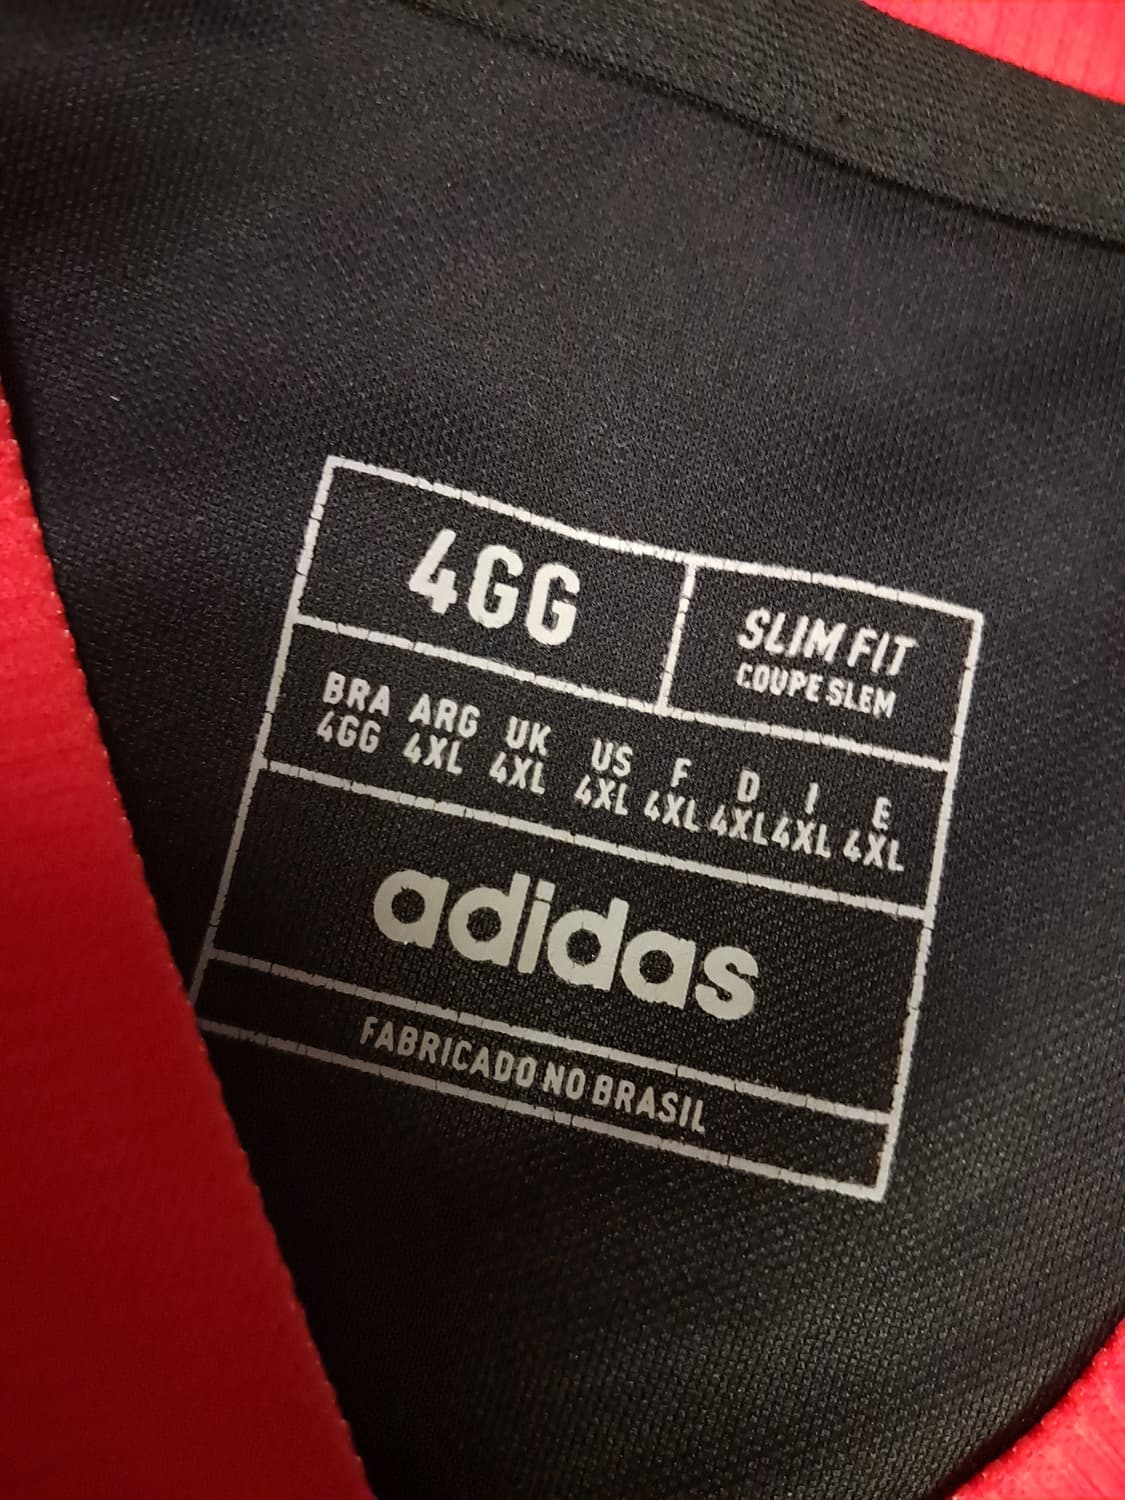 4GG
SLIM FIT
COUPE SLEM
BRA ARG UK US F D I E
4GG 4XL 4XL 4XL 4XL 4XL 4XL 4XL
adidas
FABRICADO NO BRASIL